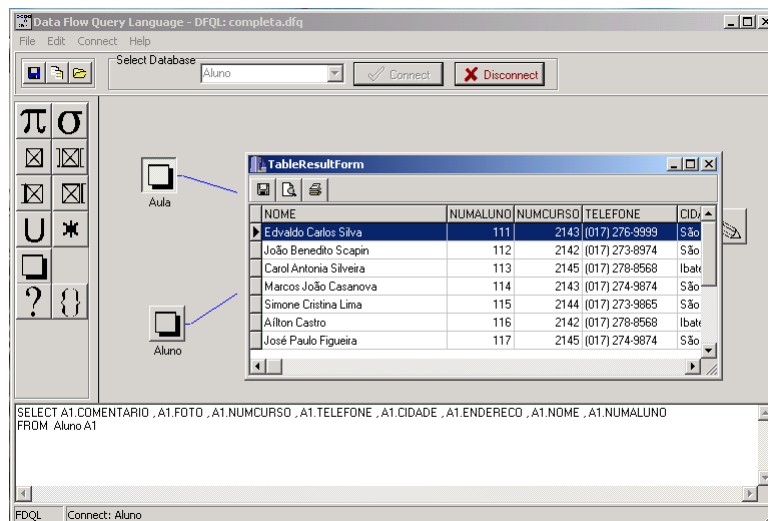 Data Flow Query Language - DFQL: completa.dfq
File Edit Connect Help
Select Database
Aluno
Connect
Disconnect
π σ
U *
? {}
Aula
Aluno
TableResultForm
NOME NUMALUNO NUMCURSO TELEFONE CIDA
Edvaldo Carlos Silva 111 2143 (017) 276-9999 São
João Benedito Scapin 112 2142 (017) 273-8974 São
Carol Antonia Silveira 113 2145 (017) 278-8568 Ibate
Marcos João Casanova 114 2143 (017) 274-9874 São
Simone Cristina Lima 115 2144 (017) 273-9865 São
Aílton Castro 116 2142 (017) 278-8568 Ibate
José Paulo Figueira 117 2145 (017) 274-9874 São
SELECT A1.COMENTARIO , A1.FOTO , A1.NUMCURSO , A1.TELEFONE , A1.CIDADE , A1.ENDERECO , A1.NOME , A1.NUMALUNO
FROM Aluno A1
FDQL Connect: Aluno